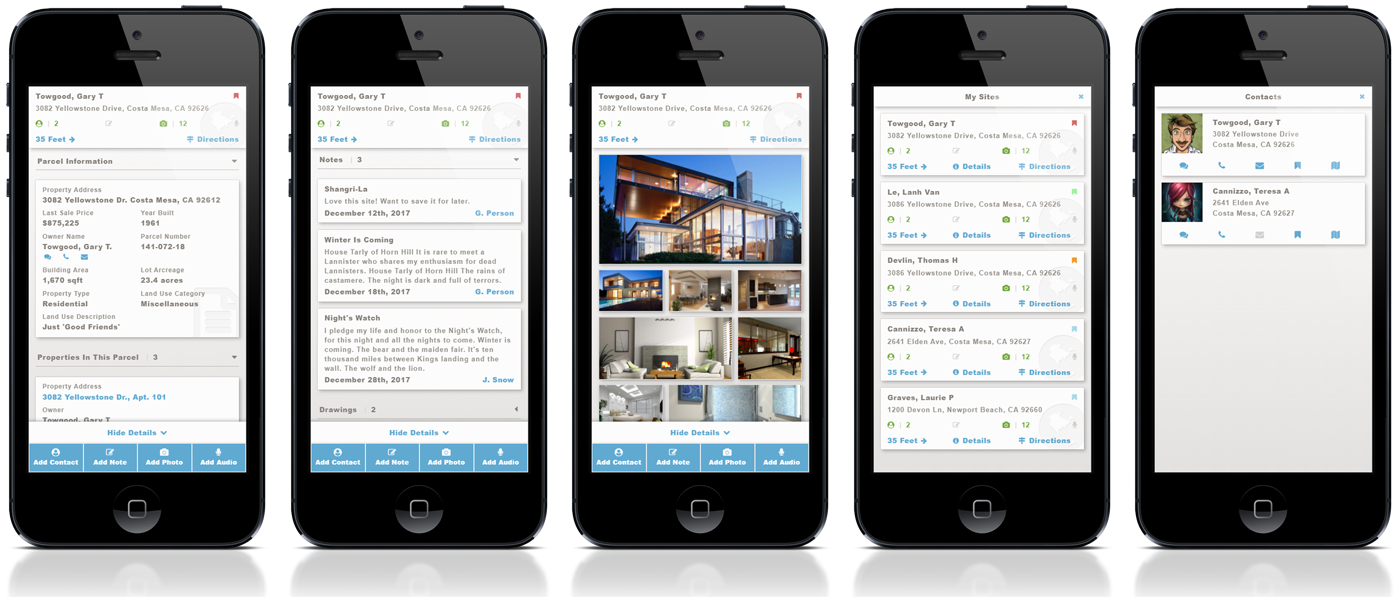 Towgood, Gary T
3082 Yellowstone Drive, Costa Mesa, CA 92626
2
12
35 Feet
Directions
Parcel Information
Property Address
3082 Yellowstone Dr. Costa Mesa, CA 92612
Last Sale Price
Year Built
$875,225
1961
Owner Name
Parcel Number
Towgood, Gary T.
141-072-18
Building Area
Lot Arcreage
1,670 sqft
23.4 acres
Property Type
Land Use Category
Residential
Miscellaneous
Land Use Description
Just 'Good Friends'
Properties In This Parcel | 3
Property Address
3082 Yellowstone Dr., Apt. 101
Owner
Towgood, Gary T.
Hide Details
Add Contact
Add Note
Add Photo
Add Audio
Towgood, Gary T
3082 Yellowstone Drive, Costa Mesa, CA 92626
2
12
35 Feet
Directions
Notes | 3
Shangri-La
Love this site! Want to save it for later.
December 12th, 2017
G. Person
Winter Is Coming
House Tarly of Horn Hill It is rare to meet a
Lannister who shares my enthusiasm for dead
Lannisters. House Tarly of Horn Hill The rains of
castamere. The night is dark and full of terrors.
December 18th, 2017
G. Person
Night's Watch
I pledge my life and honor to the Night's Watch,
for this night and all the nights to come. Winter is
coming. The bear and the maiden fair. It's ten
thousand miles between Kings landing and the
wall. The wolf and the lion.
December 28th, 2017
J. Snow
Drawings | 2
Hide Details
Add Contact
Add Note
Add Photo
Add Audio
Towgood, Gary T
3082 Yellowstone Drive, Costa Mesa, CA 92626
2
12
35 Feet
Directions
Hide Details
Add Contact
Add Note
Add Photo
Add Audio
My Sites
Towgood, Gary T
3082 Yellowstone Drive, Costa Mesa, CA 92626
2
12
35 Feet
Details
Directions
Le, Lanh Van
3086 Yellowstone Drive, Costa Mesa, CA 92626
2
12
35 Feet
Details
Directions
Devlin, Thomas H
3086 Yellowstone Drive, Costa Mesa, CA 92626
2
12
35 Feet
Details
Directions
Cannizzo, Teresa A
2641 Elden Ave, Costa Mesa, CA 92627
2
12
35 Feet
Details
Directions
Graves, Laurie P
1200 Devon Ln, Newport Beach, CA 92660
2
12
35 Feet
Details
Directions
Contacts
Towgood, Gary T
3082 Yellowstone Drive
Costa Mesa, CA 92626
Cannizzo, Teresa A
2641 Elden Ave
Costa Mesa, CA 92627